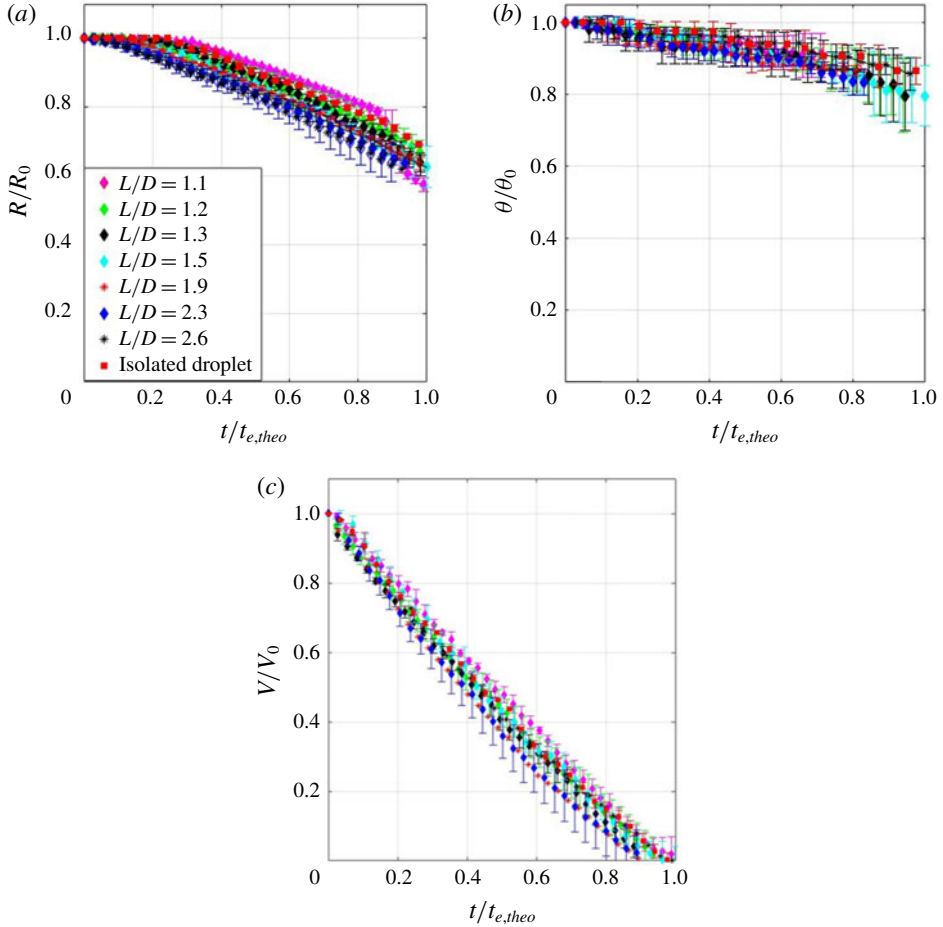 (a)
1.0
0.8
0.6
0.4
0.2
0
R/R₀
L/D = 1.1
L/D = 1.2
L/D = 1.3
L/D = 1.5
L/D = 1.9
L/D = 2.3
L/D = 2.6
Isolated droplet
0.2 0.4 0.6 0.8 1.0
t/tₑ,theo
(b)
1.0
0.8
0.6
0.4
0.2
0
θ/θ₀
0.2 0.4 0.6 0.8 1.0
t/tₑ,theo
(c)
1.0
0.8
0.6
0.4
0.2
0
V/V₀
0.2 0.4 0.6 0.8 1.0
t/tₑ,theo